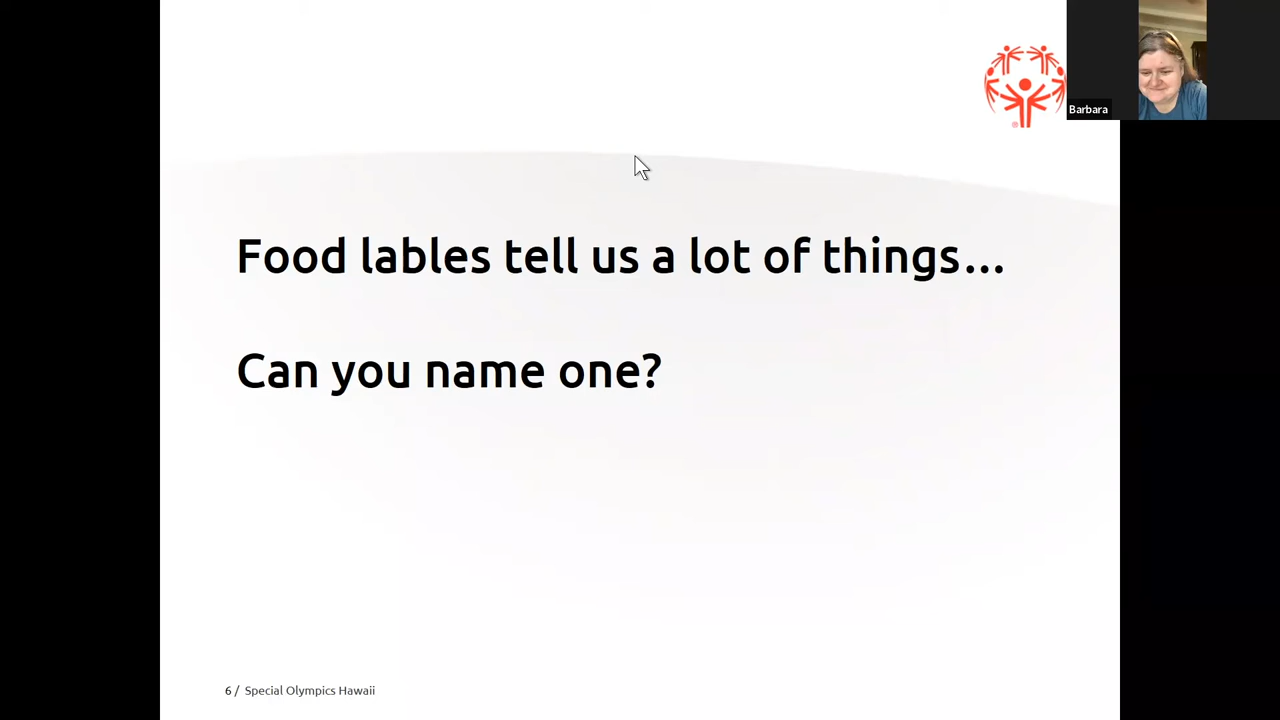 Barbara
Food lables tell us a lot of things...
Can you name one?
6 / Special Olympics Hawaii